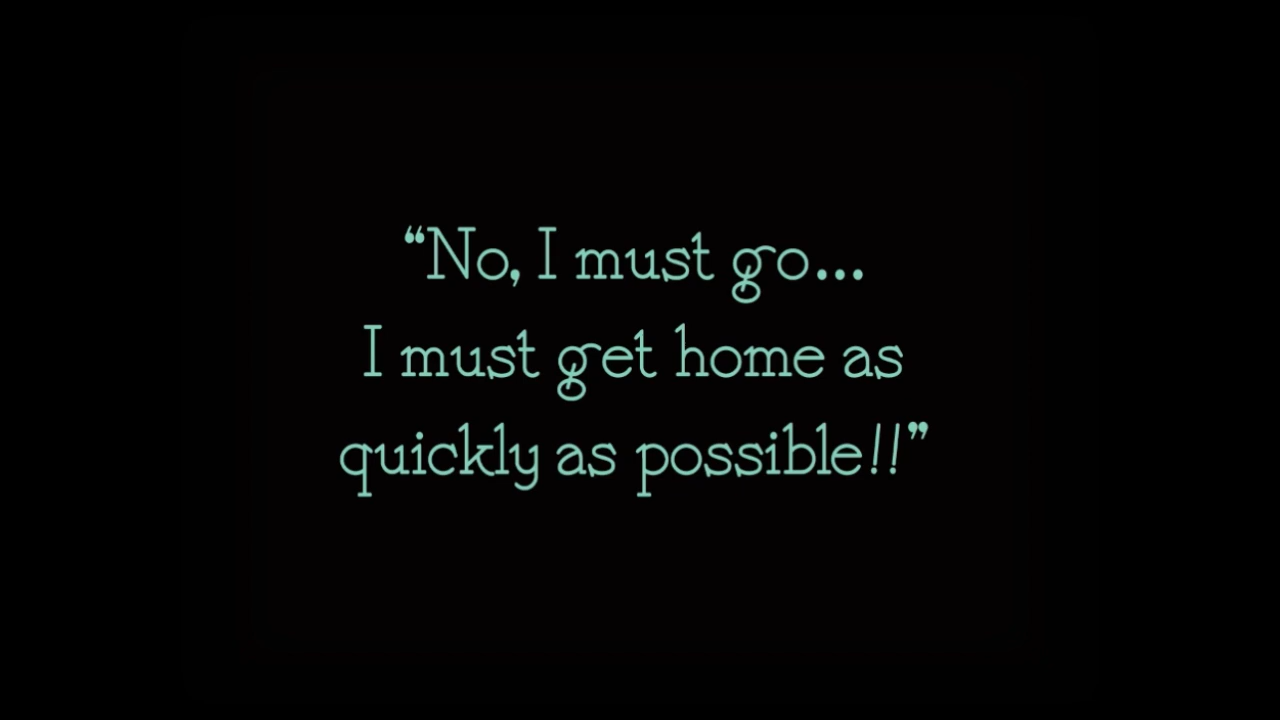 “No, I must go...
I must get home as
quickly as possible!!”